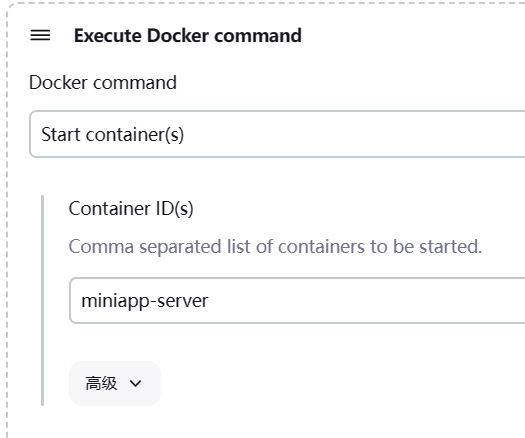 Execute Docker command
Docker command
Start container(s)
Container ID(s)
Comma separated list of containers to be started.
miniapp-server
高级